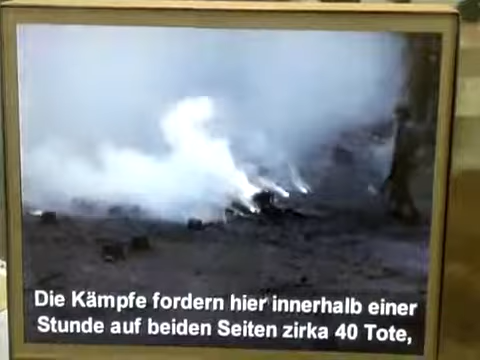 Die Kämpfe fordern hier innerhalb einer
Stunde auf beiden Seiten zirka 40 Tote,